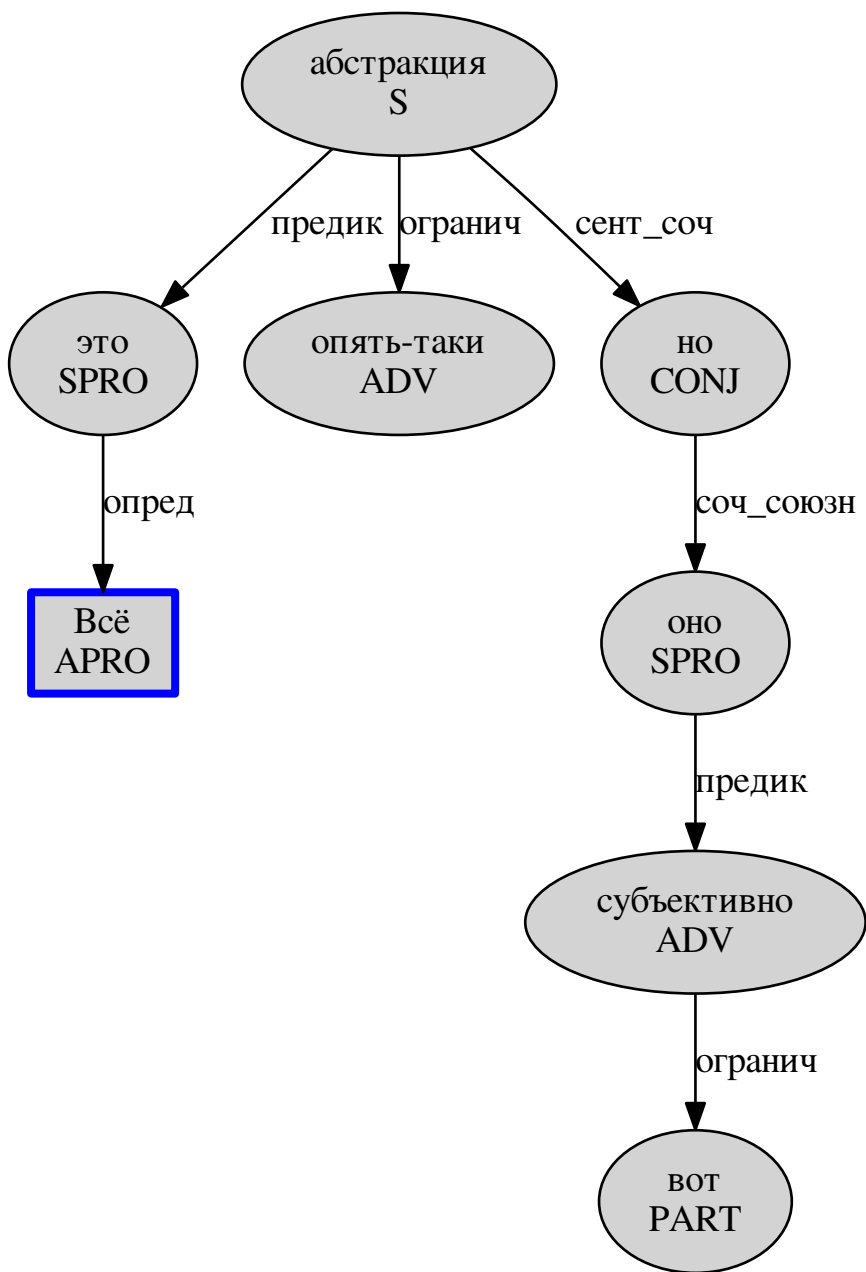 абстракция
S
предик
огранич
сент_соч
это
SPRO
опять-таки
ADV
но
CONJ
опред
соч_союзн
Всё
APRO
оно
SPRO
предик
субъективно
ADV
огранич
вот
PART